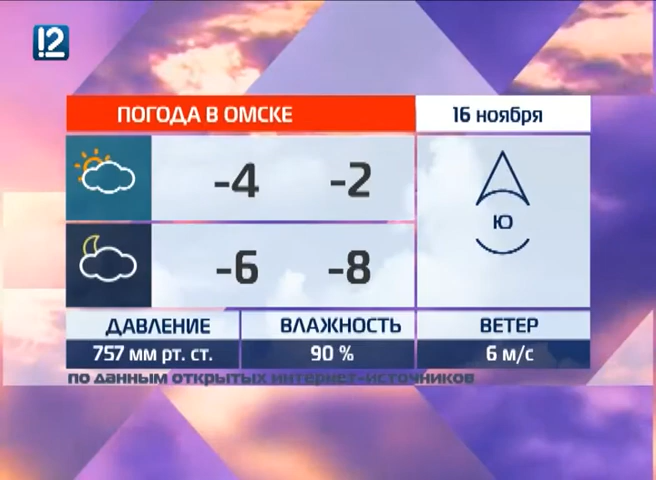 12
ПОГОДА В ОМСКЕ
16 ноября
-4 -2
Ю
-6 -8
ДАВЛЕНИЕ ВЛАЖНОСТЬ ВЕТЕР
757 мм рт. ст. 90 % 6 м/с
по данным открытых интернет-источников